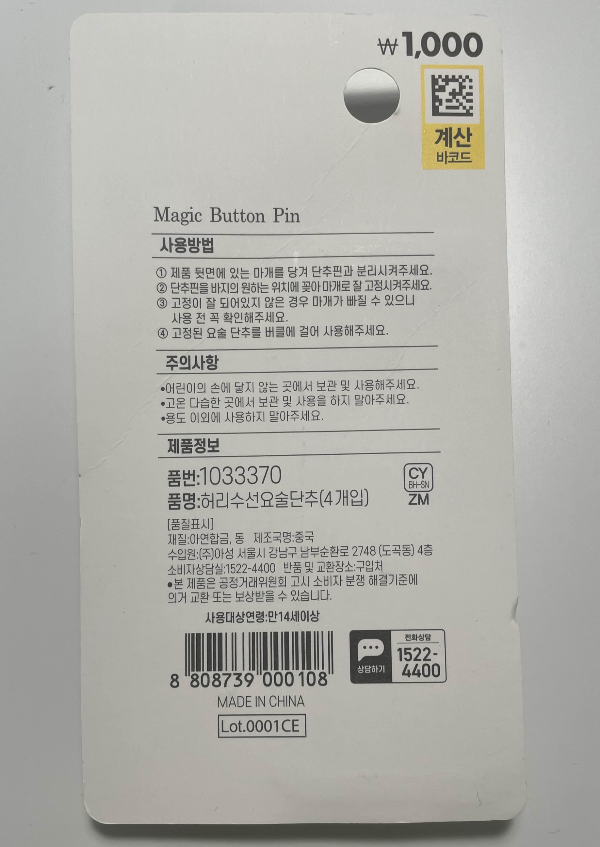 ₩1,000
계산
바코드
Magic Button Pin
사용방법
① 제품 뒷면에 있는 마개를 당겨 단추핀과 분리시켜주세요.
② 단추핀을 바지의 원하는 위치에 꽂아 마개로 잘 고정시켜주세요.
③ 고정이 잘 되어있지 않은 경우 마개가 빠질 수 있으니
사용 전 꼭 확인해주세요.
④ 고정된 요술 단추를 버클에 걸어 사용해주세요.
주의사항
•어린이의 손에 닿지 않는 곳에서 보관 및 사용해주세요.
•고온 다습한 곳에서 보관 및 사용을 하지 말아주세요.
•용도 이외에 사용하지 말아주세요.
제품정보
품번:1033370
품명:허리수선요술단추(4개입)
CY
BH-SN
ZM
[품질표시]
재질:아연합금, 동 제조국명:중국
수입원:(주)아성 서울시 강남구 남부순환로 2748 (도곡동) 4층
소비자상담실:1522-4400 반품 및 교환장소:구입처
●본 제품은 공정거래위원회 고시 소비자 분쟁 해결기준에
의거 교환 또는 보상받을 수 있습니다.
사용대상연령:만14세이상
8 808739 000108
상담하기
전화상담
1522-
4400
MADE IN CHINA
Lot.0001CE